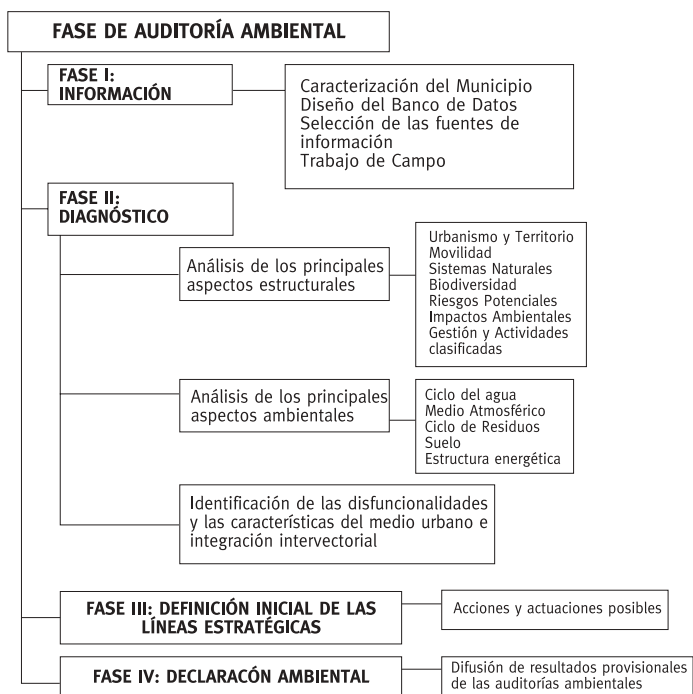 FASE DE AUDITORÍA AMBIENTAL
FASE I:
INFORMACIÓN
Caracterización del Municipio
Diseño del Banco de Datos
Selección de las fuentes de
información
Trabajo de Campo
FASE II:
DIAGNÓSTICO
Análisis de los principales
aspectos estructurales
Urbanismo y Territorio
Movilidad
Sistemas Naturales
Biodiversidad
Riesgos Potenciales
Impactos Ambientales
Gestión y Actividades
clasificadas
Análisis de los principales
aspectos ambientales
Ciclo del agua
Medio Atmosférico
Ciclo de Residuos
Suelo
Estructura energética
Identificación de las disfuncionalidades
y las características del medio urbano e
integración intervectorial
FASE III: DEFINICIÓN INICIAL DE LAS
LÍNEAS ESTRATÉGICAS
Acciones y actuaciones posibles
FASE IV: DECLARACÓN AMBIENTAL
Difusión de resultados provisionales
de las auditorías ambientales